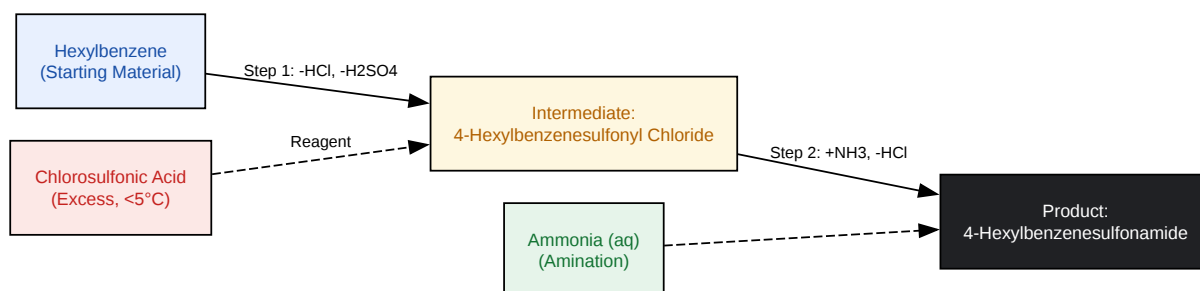 Hexylbenzene
(Starting Material)
Step 1: -HCl, -H2SO4
Chlorosulfonic Acid
(Excess, <5°C)
Reagent
Intermediate:
4-Hexylbenzenesulfonyl Chloride
Step 2: +NH3, -HCl
Ammonia (aq)
(Amination)
Product:
4-Hexylbenzenesulfonamide